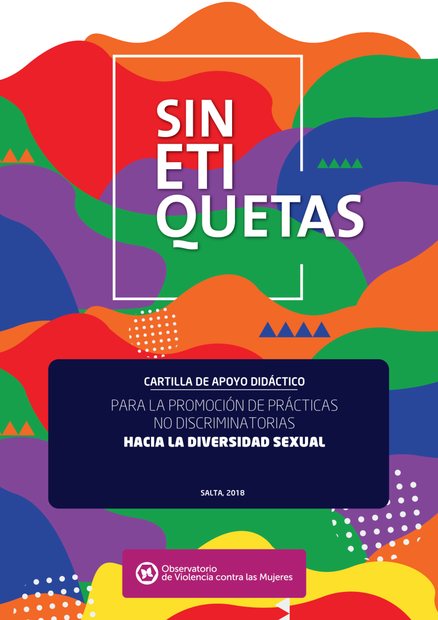 SIN
ETI
QUETAS
CARTILLA DE APOYO DIDÁCTICO
PARA LA PROMOCIÓN DE PRÁCTICAS
NO DISCRIMINATORIAS
HACIA LA DIVERSIDAD SEXUAL
SALTA, 2018
Observatorio
de Violencia contra las Mujeres